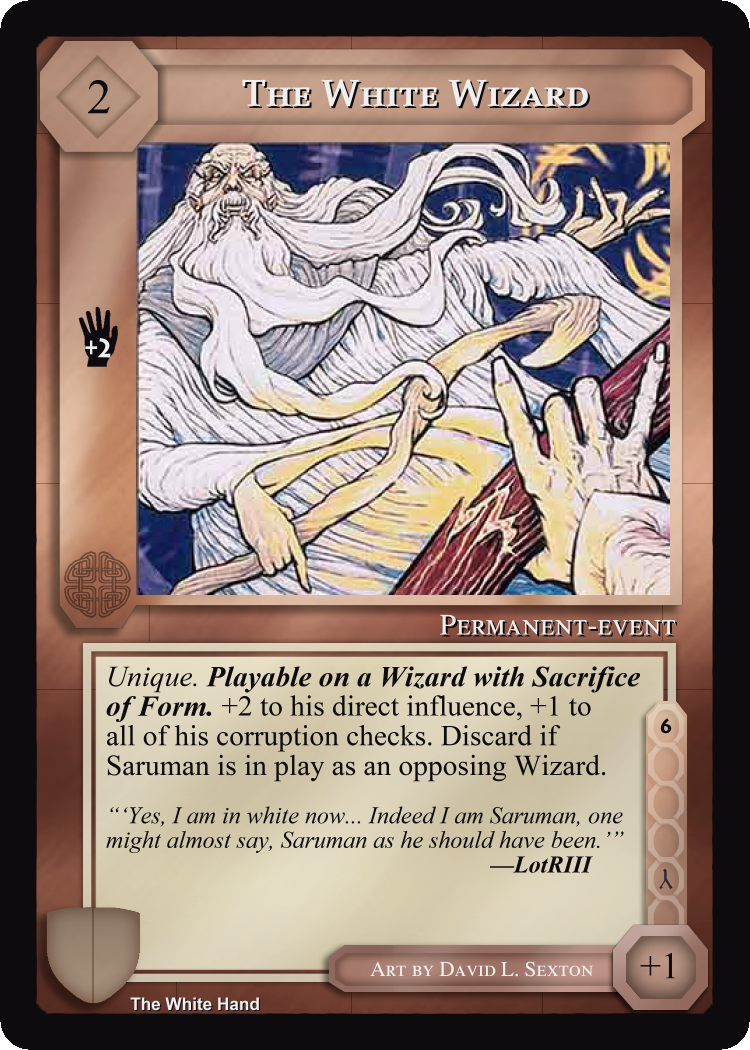 2
The White Wizard
+2
Permanent-event
Unique. Playable on a Wizard with Sacrifice
of Form. +2 to his direct influence, +1 to
all of his corruption checks. Discard if
Saruman is in play as an opposing Wizard.
6
“‘Yes, I am in white now... Indeed I am Saruman, one
might almost say, Saruman as he should have been.’”
—LotRIII
Art by David L. Sexton
+1
The White Hand